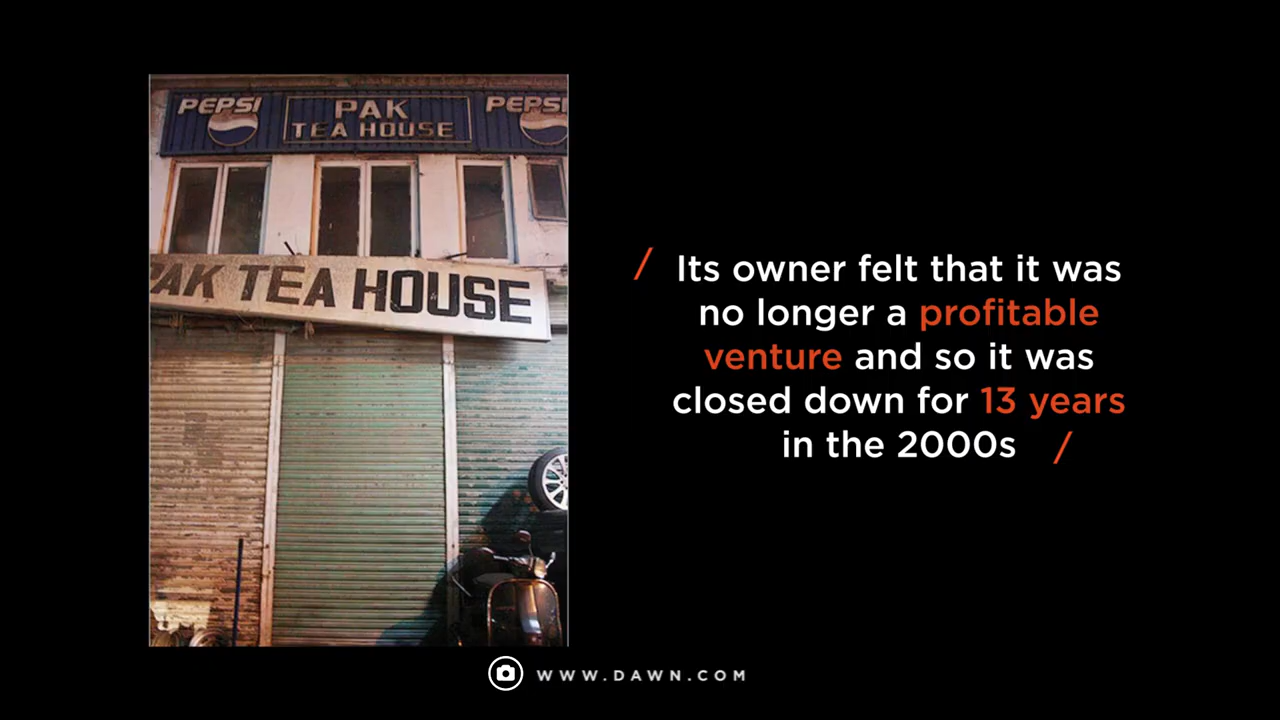 PEPSI
PAK
TEA HOUSE
PEPSI
PAK TEA HOUSE
/ Its owner felt that it was
no longer a profitable
venture and so it was
closed down for 13 years
in the 2000s /
WWW.DAWN.COM